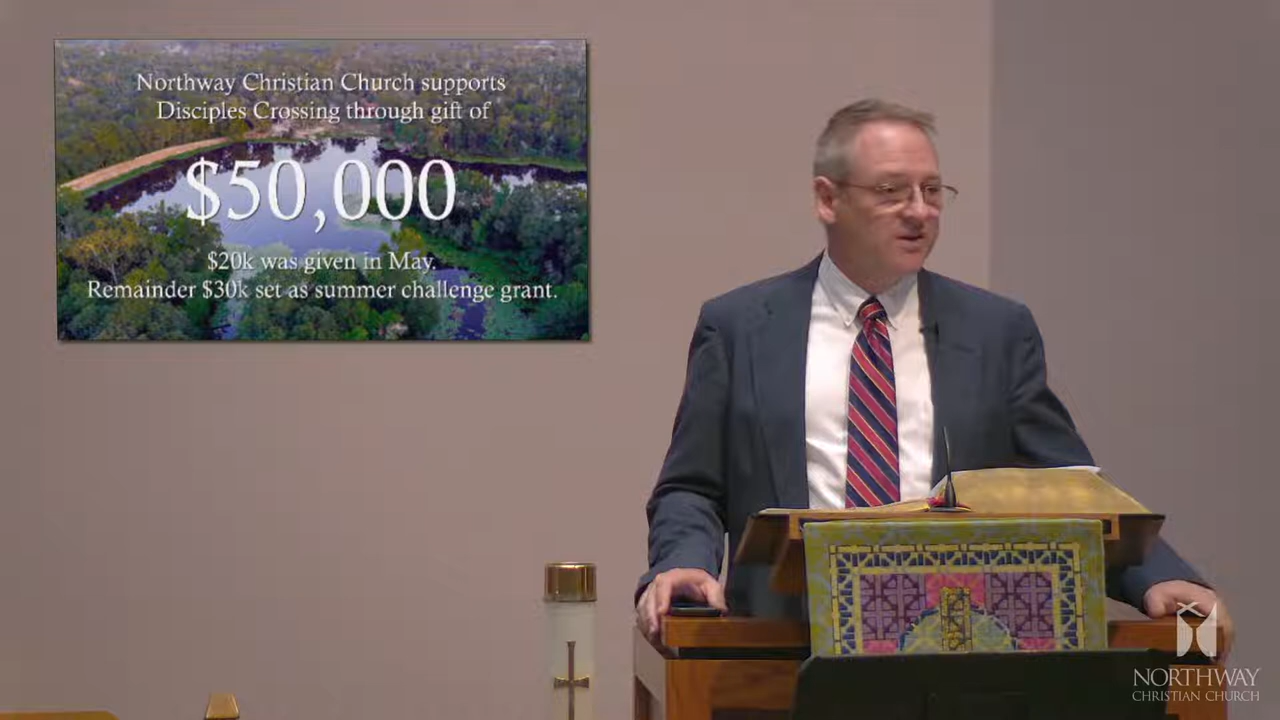 Northway Christian Church supports
Disciples Crossing through gift of
$50,000
$20k was given in May.
Remainder $30k set as summer challenge grant.
NORTHWAY
CHRISTIAN CHURCH